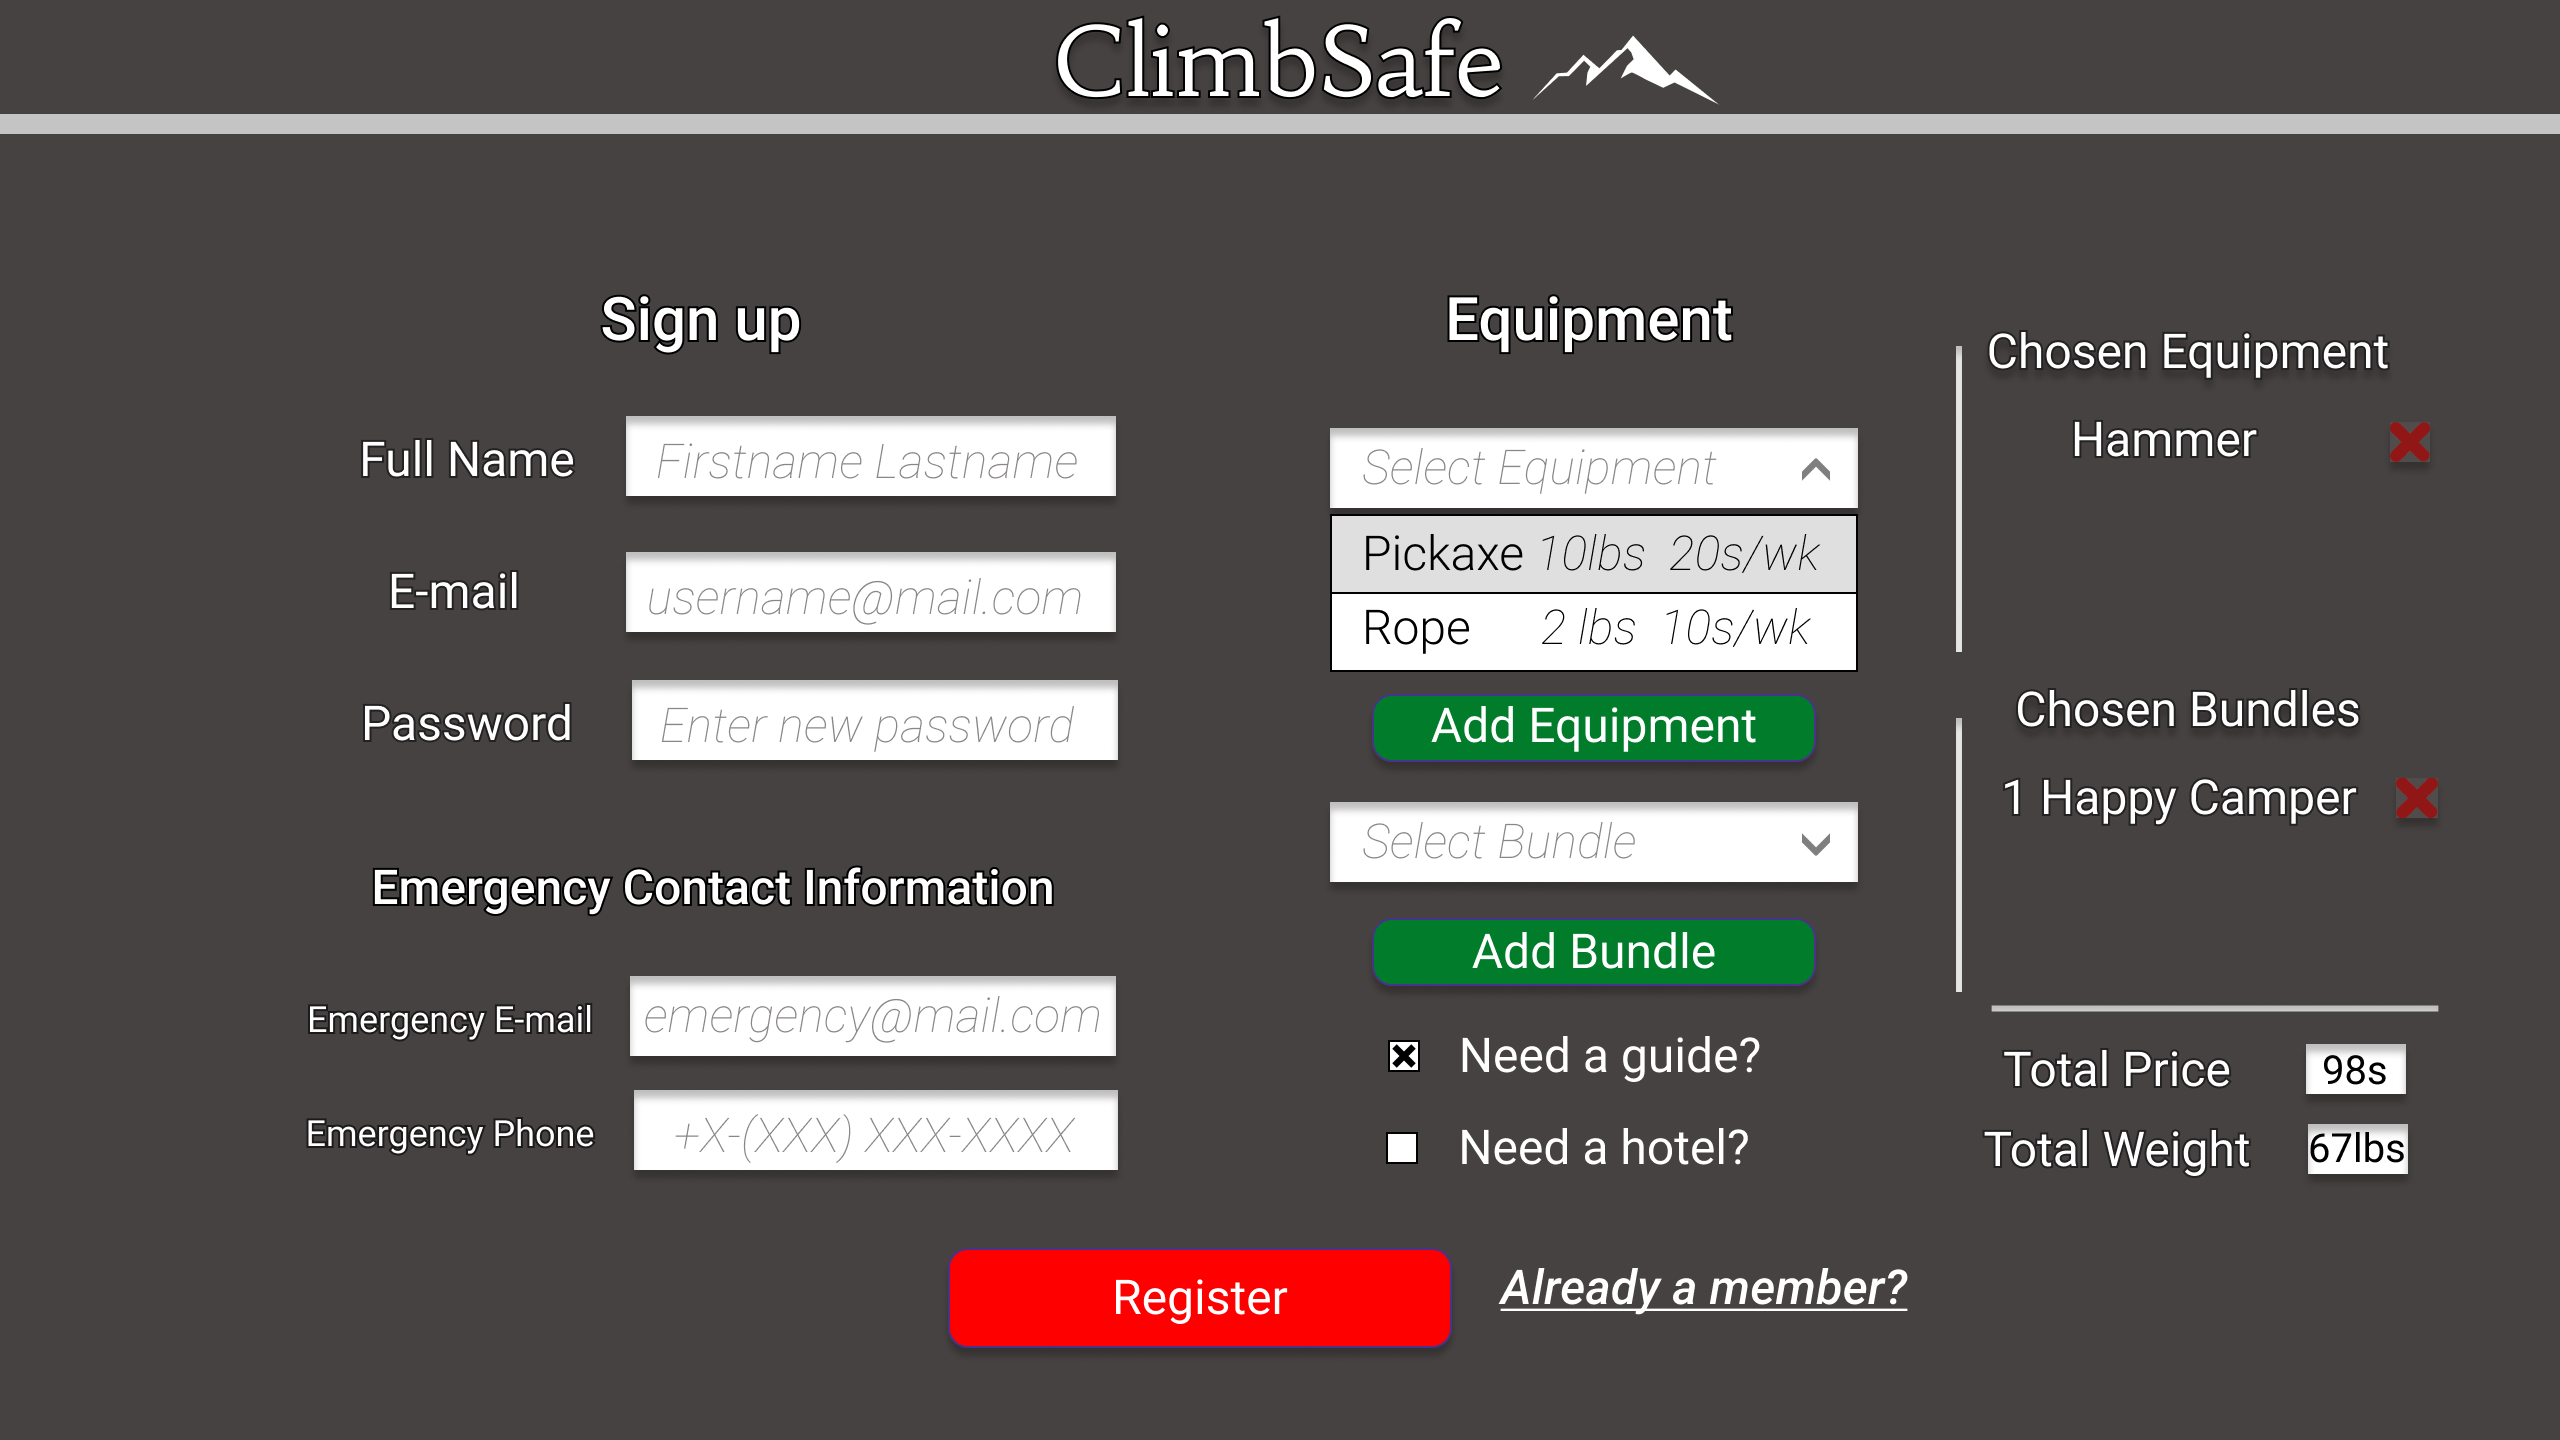 ClimbSafe
Sign up
Full Name
Firstname Lastname
E-mail
username@mail.com
Password
Enter new password
Emergency Contact Information
Emergency E-mail
emergency@mail.com
Emergency Phone
+X-(XXX) XXX-XXXX
Equipment
Select Equipment
Pickaxe 10lbs 20s/wk
Rope 2 lbs 10s/wk
Add Equipment
Select Bundle
Add Bundle
Need a guide?
Need a hotel?
Chosen Equipment
Hammer
Chosen Bundles
1 Happy Camper
Total Price 98s
Total Weight 67lbs
Register
Already a member?